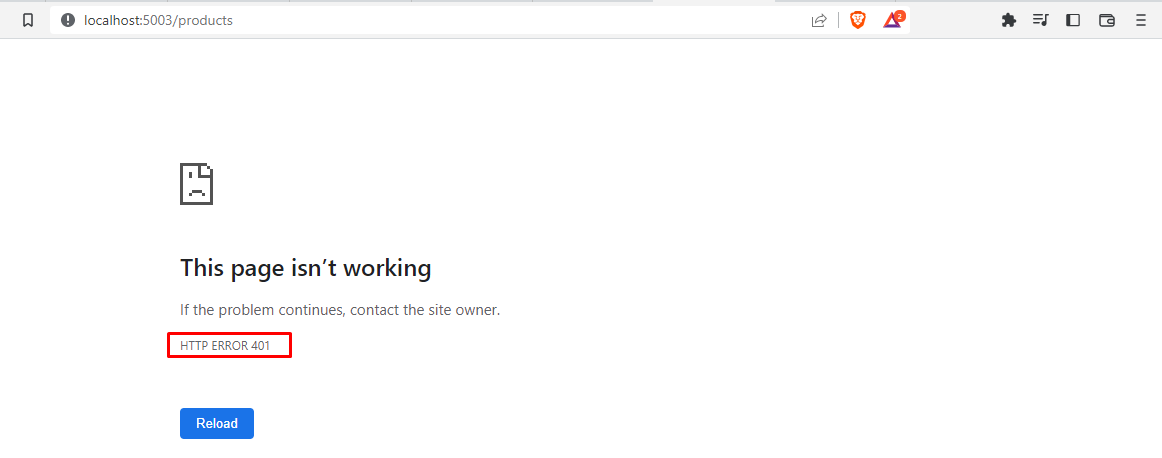 localhost:5003/products
2
This page isn’t working
If the problem continues, contact the site owner.
HTTP ERROR 401
Reload